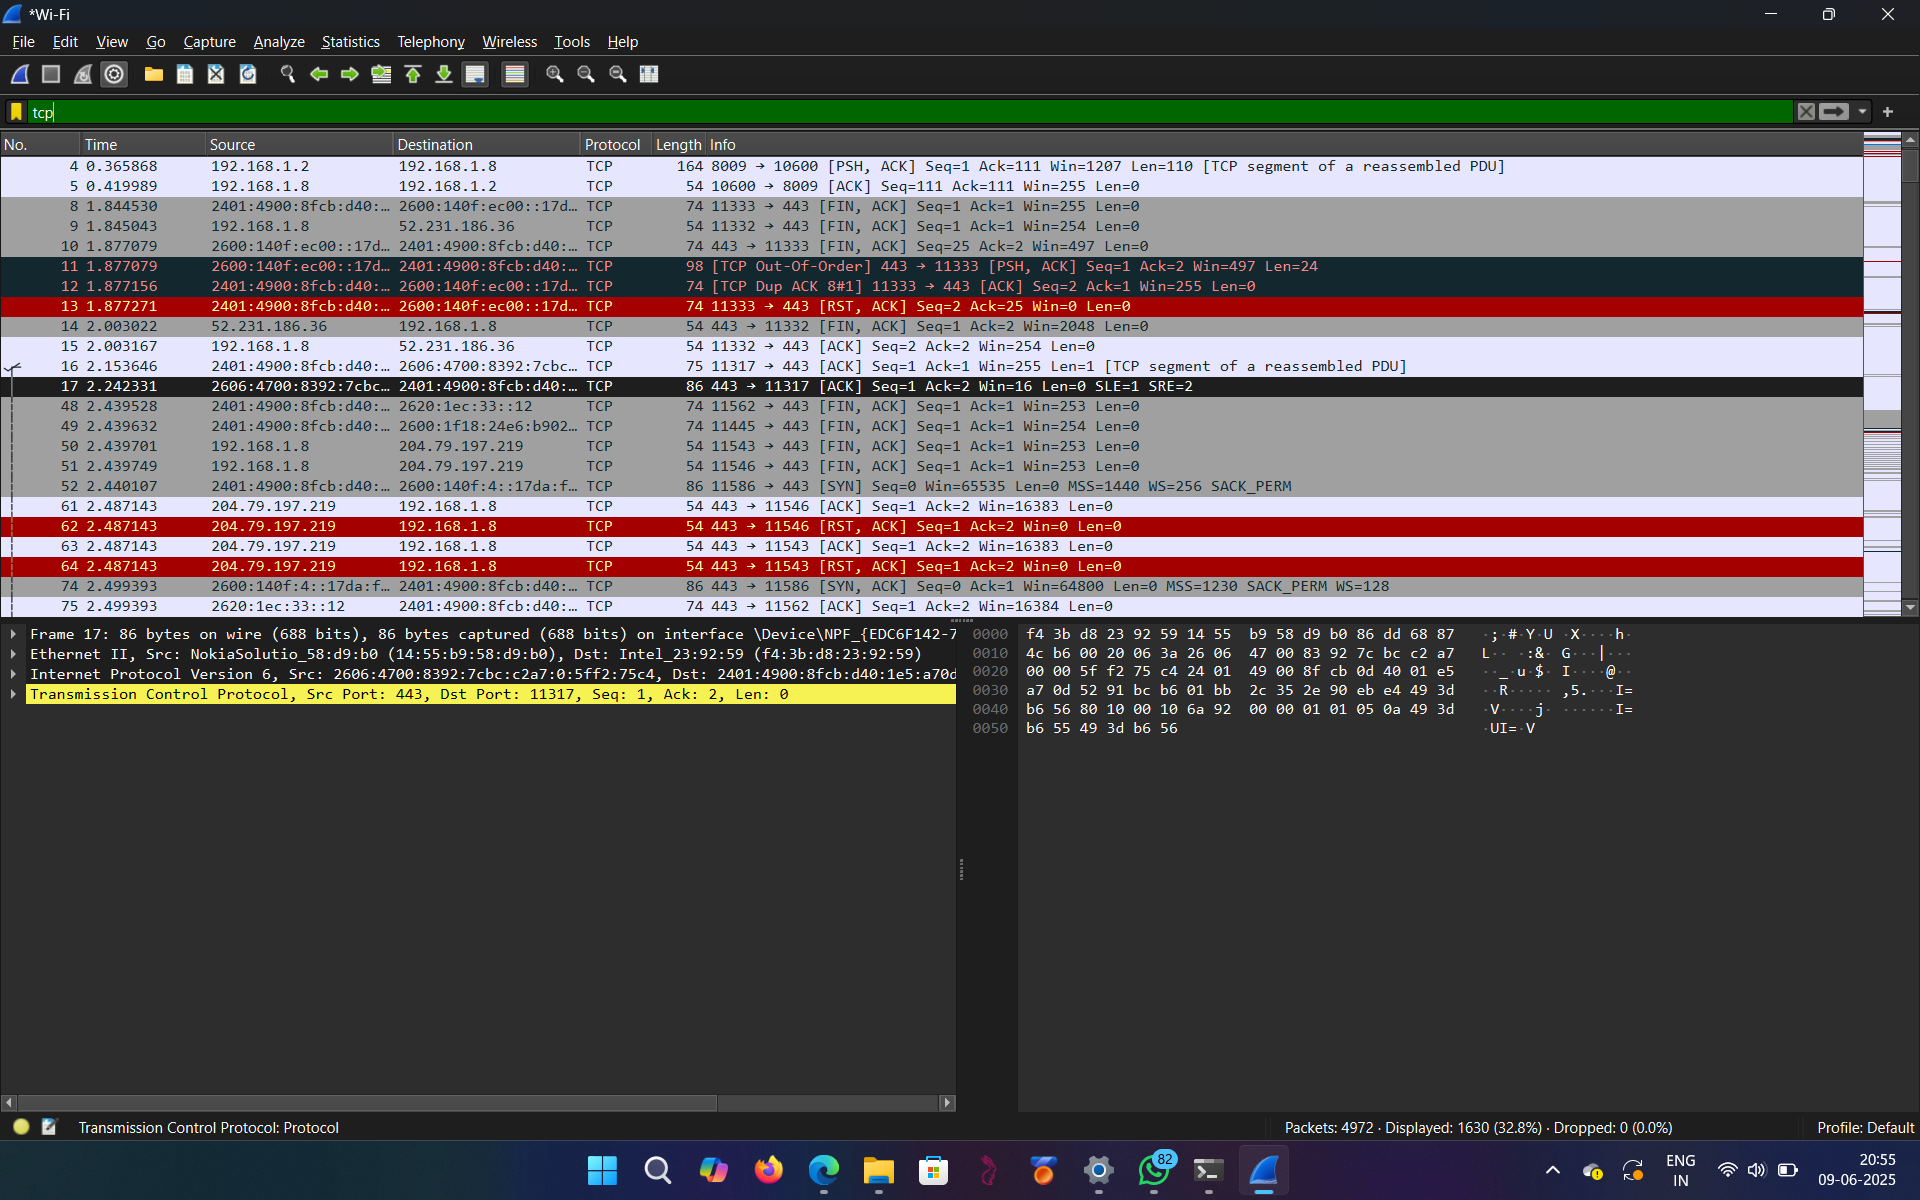 *Wi-Fi
File Edit View Go Capture Analyze Statistics Telephony Wireless Tools Help
tcp
No. Time Source Destination Protocol Length Info
4 0.365868 192.168.1.2 192.168.1.8 TCP 164 8009 → 10600 [PSH, ACK] Seq=1 Ack=111 Win=1207 Len=110 [TCP segment of a reassembled PDU]
5 0.419989 192.168.1.8 192.168.1.2 TCP 54 10600 → 8009 [ACK] Seq=111 Ack=111 Win=255 Len=0
8 1.844530 2401:4900:8fcb:d40:… 2600:140f:ec00::17d… TCP 74 11333 → 443 [FIN, ACK] Seq=1 Ack=1 Win=255 Len=0
9 1.845043 192.168.1.8 52.231.186.36 TCP 54 11332 → 443 [FIN, ACK] Seq=1 Ack=1 Win=254 Len=0
10 1.877079 2600:140f:ec00::17d… 2401:4900:8fcb:d40:… TCP 74 443 → 11333 [FIN, ACK] Seq=25 Ack=2 Win=497 Len=0
11 1.877079 2600:140f:ec00::17d… 2401:4900:8fcb:d40:… TCP 98 [TCP Out-Of-Order] 443 → 11333 [PSH, ACK] Seq=1 Ack=2 Win=497 Len=24
12 1.877156 2401:4900:8fcb:d40:… 2600:140f:ec00::17d… TCP 74 [TCP Dup ACK 8#1] 11333 → 443 [ACK] Seq=2 Ack=1 Win=255 Len=0
13 1.877271 2401:4900:8fcb:d40:… 2600:140f:ec00::17d… TCP 74 11333 → 443 [RST, ACK] Seq=2 Ack=25 Win=0 Len=0
14 2.003022 52.231.186.36 192.168.1.8 TCP 54 443 → 11332 [FIN, ACK] Seq=1 Ack=2 Win=2048 Len=0
15 2.003167 192.168.1.8 52.231.186.36 TCP 54 11332 → 443 [ACK] Seq=2 Ack=2 Win=254 Len=0
16 2.153646 2401:4900:8fcb:d40:… 2606:4700:8392:7cbc… TCP 75 11317 → 443 [ACK] Seq=1 Ack=1 Win=255 Len=1 [TCP segment of a reassembled PDU]
17 2.242331 2606:4700:8392:7cbc… 2401:4900:8fcb:d40:… TCP 86 443 → 11317 [ACK] Seq=1 Ack=2 Win=16 Len=0 SLE=1 SRE=2
48 2.439528 2401:4900:8fcb:d40:… 2620:1ec:33::12 TCP 74 11562 → 443 [FIN, ACK] Seq=1 Ack=1 Win=253 Len=0
49 2.439632 2401:4900:8fcb:d40:… 2600:1f18:24e6:b902… TCP 74 11445 → 443 [FIN, ACK] Seq=1 Ack=1 Win=254 Len=0
50 2.439701 192.168.1.8 204.79.197.219 TCP 54 11543 → 443 [FIN, ACK] Seq=1 Ack=1 Win=253 Len=0
51 2.439749 192.168.1.8 204.79.197.219 TCP 54 11546 → 443 [FIN, ACK] Seq=1 Ack=1 Win=253 Len=0
52 2.440107 2401:4900:8fcb:d40:… 2600:140f:4::17da:f… TCP 86 11586 → 443 [SYN] Seq=0 Win=65535 Len=0 MSS=1440 WS=256 SACK_PERM
61 2.487143 204.79.197.219 192.168.1.8 TCP 54 443 → 11546 [ACK] Seq=1 Ack=2 Win=16383 Len=0
62 2.487143 204.79.197.219 192.168.1.8 TCP 54 443 → 11546 [RST, ACK] Seq=1 Ack=2 Win=0 Len=0
63 2.487143 204.79.197.219 192.168.1.8 TCP 54 443 → 11543 [ACK] Seq=1 Ack=2 Win=16383 Len=0
64 2.487143 204.79.197.219 192.168.1.8 TCP 54 443 → 11543 [RST, ACK] Seq=1 Ack=2 Win=0 Len=0
74 2.499393 2600:140f:4::17da:f… 2401:4900:8fcb:d40:… TCP 86 443 → 11586 [SYN, ACK] Seq=0 Ack=1 Win=64800 Len=0 MSS=1230 SACK_PERM WS=128
75 2.499393 2620:1ec:33::12 2401:4900:8fcb:d40:… TCP 74 443 → 11562 [ACK] Seq=1 Ack=2 Win=16384 Len=0
Frame 17: 86 bytes on wire (688 bits), 86 bytes captured (688 bits) on interface \Device\NPF_{EDC6F142-7
Ethernet II, Src: NokiaSolutio_58:d9:b0 (14:55:b9:58:d9:b0), Dst: Intel_23:92:59 (f4:3b:d8:23:92:59)
Internet Protocol Version 6, Src: 2606:4700:8392:7cbc:c2a7:0:5ff2:75c4, Dst: 2401:4900:8fcb:d40:1e5:a70d
Transmission Control Protocol, Src Port: 443, Dst Port: 11317, Seq: 1, Ack: 2, Len: 0
0000 f4 3b d8 23 92 59 14 55 b9 58 d9 b0 86 dd 68 87 ·;·#·Y·U ·X····h·
0010 4c b6 00 20 06 3a 26 06 47 00 83 92 7c bc c2 a7 L·· ·:&· G···|···
0020 00 00 5f f2 75 c4 24 01 49 00 8f cb 0d 40 01 e5 ··_·u·$· I····@··
0030 a7 0d 52 91 bc b6 01 bb 2c 35 2e 90 eb e4 49 3d ··R····· ,5.···I=
0040 b6 56 80 10 00 10 6a 92 00 00 01 01 05 0a 49 3d ·V····j· ······I=
0050 b6 55 49 3d b6 56 ·UI=·V
Transmission Control Protocol: Protocol
Packets: 4972 · Displayed: 1630 (32.8%) · Dropped: 0 (0.0%)
Profile: Default
82
ENG
IN
20:55
09-06-2025